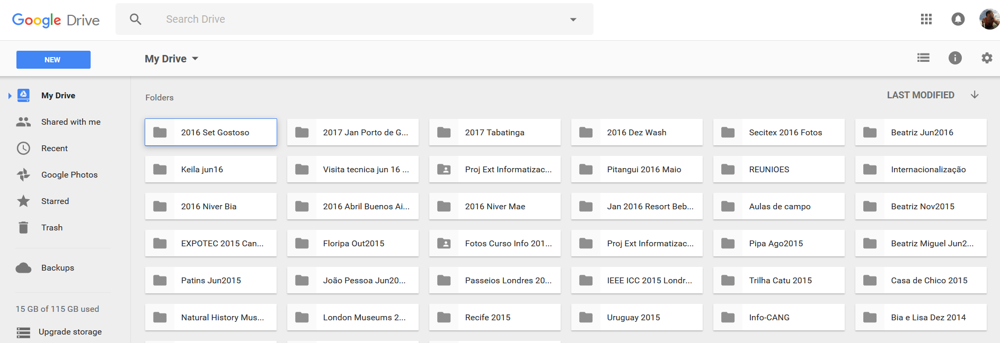 Google Drive
Search Drive
NEW
My Drive
My Drive
Shared with me
Recent
Google Photos
Starred
Trash
Backups
15 GB of 115 GB used
Upgrade storage
Folders
LAST MODIFIED
2016 Set Gostoso
2017 Jan Porto de G...
2017 Tabatinga
2016 Dez Wash
Secitex 2016 Fotos
Beatriz Jun2016
Keila jun16
Visita tecnica jun 16 ...
Proj Ext Informatizac...
Pitangui 2016 Maio
REUNIOES
Internacionalização
2016 Niver Bia
2016 Abril Buenos Ai...
2016 Niver Mae
Jan 2016 Resort Beb...
Aulas de campo
Beatriz Nov2015
EXPOTEC 2015 Can...
Floripa Out2015
Fotos Curso Info 201...
Proj Ext Informatizac...
Pipa Ago2015
Beatriz Miguel Jun2...
Patins Jun2015
João Pessoa Jun20...
Passeios Londres 20...
IEEE ICC 2015 Londr...
Trilha Catu 2015
Casa de Chico 2015
Natural History Mus...
London Museums 2...
Recife 2015
Uruguay 2015
Info-CANG
Bia e Lisa Dez 2014